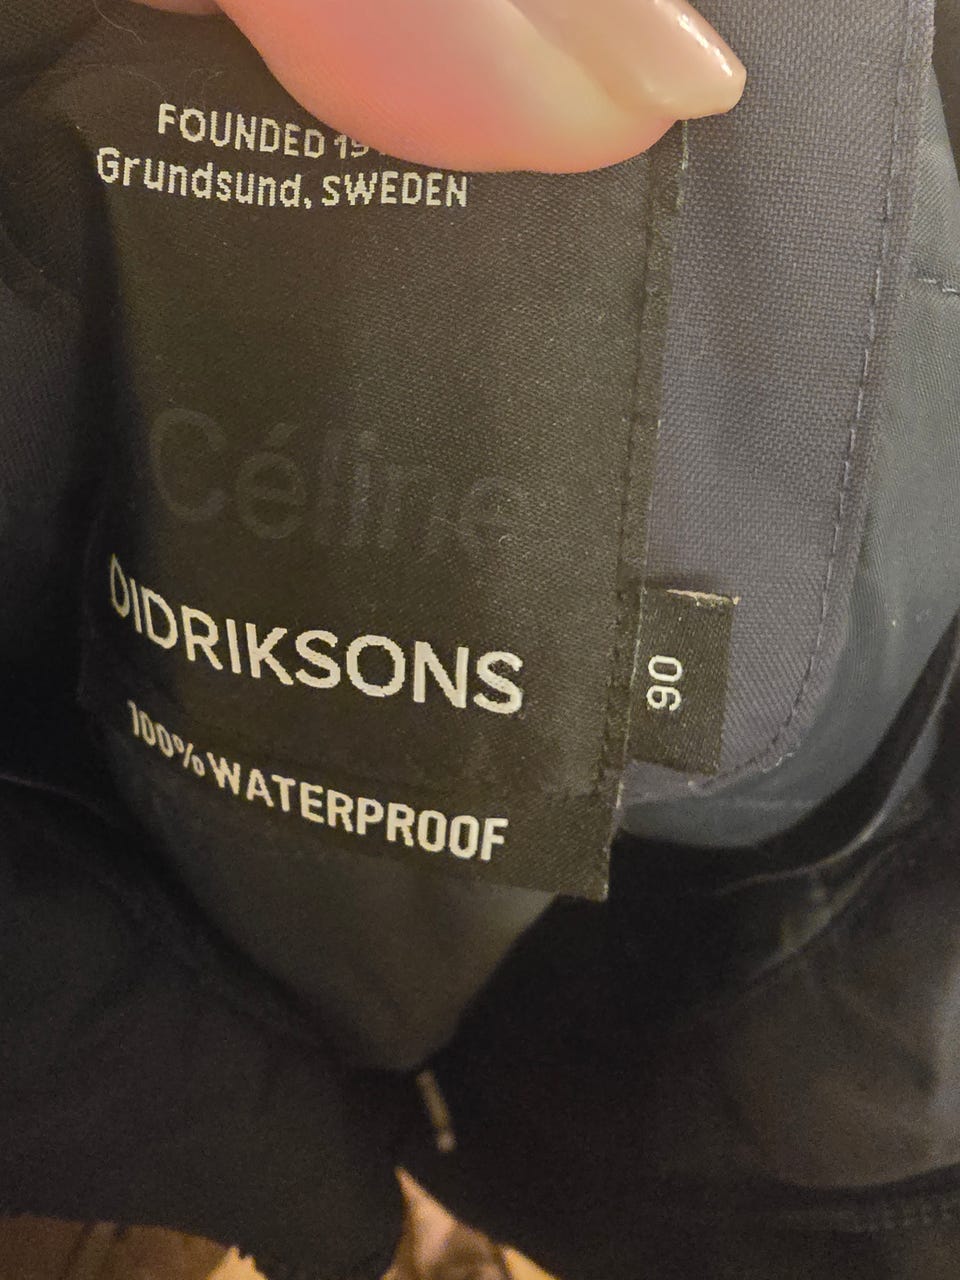 FOUNDED
Grundsund, SWEDEN
Céline
DIDRIKSONS
100% WATERPROOF
90